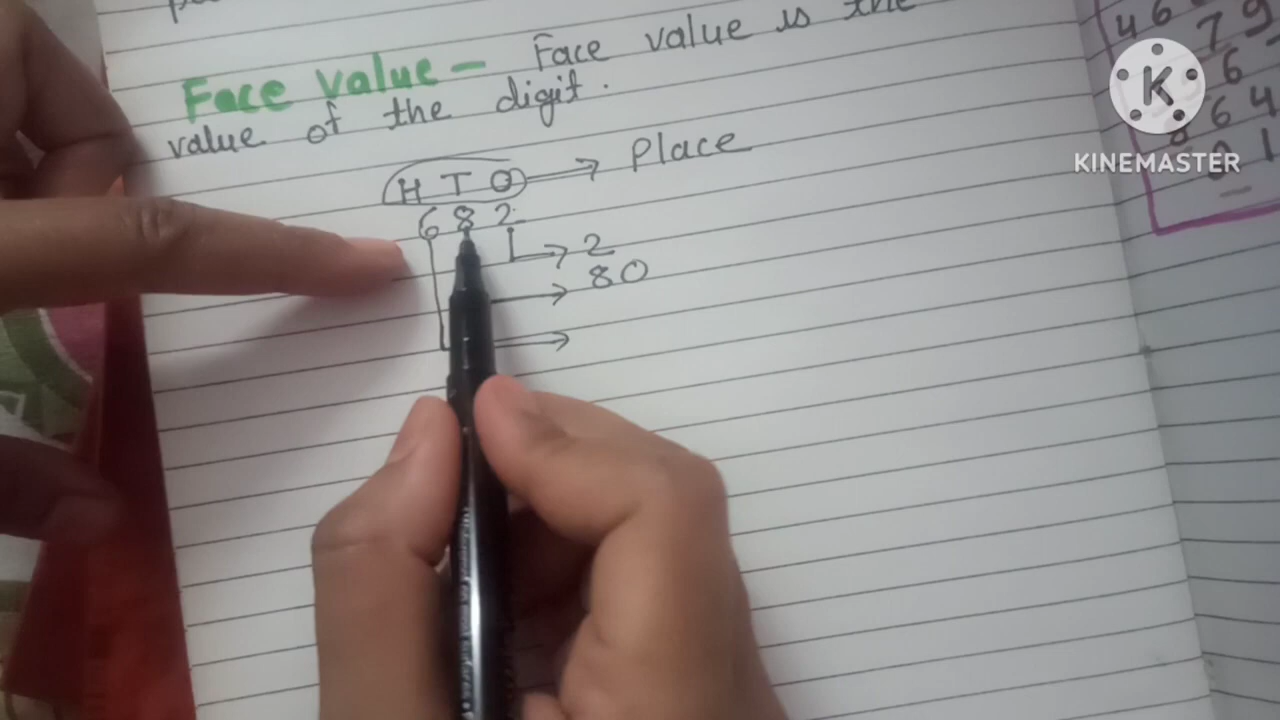 Face Value - Face value is the
value of the digit.
H T O → Place
6 8 2
→ 2
80
→
→
KINEMASTER